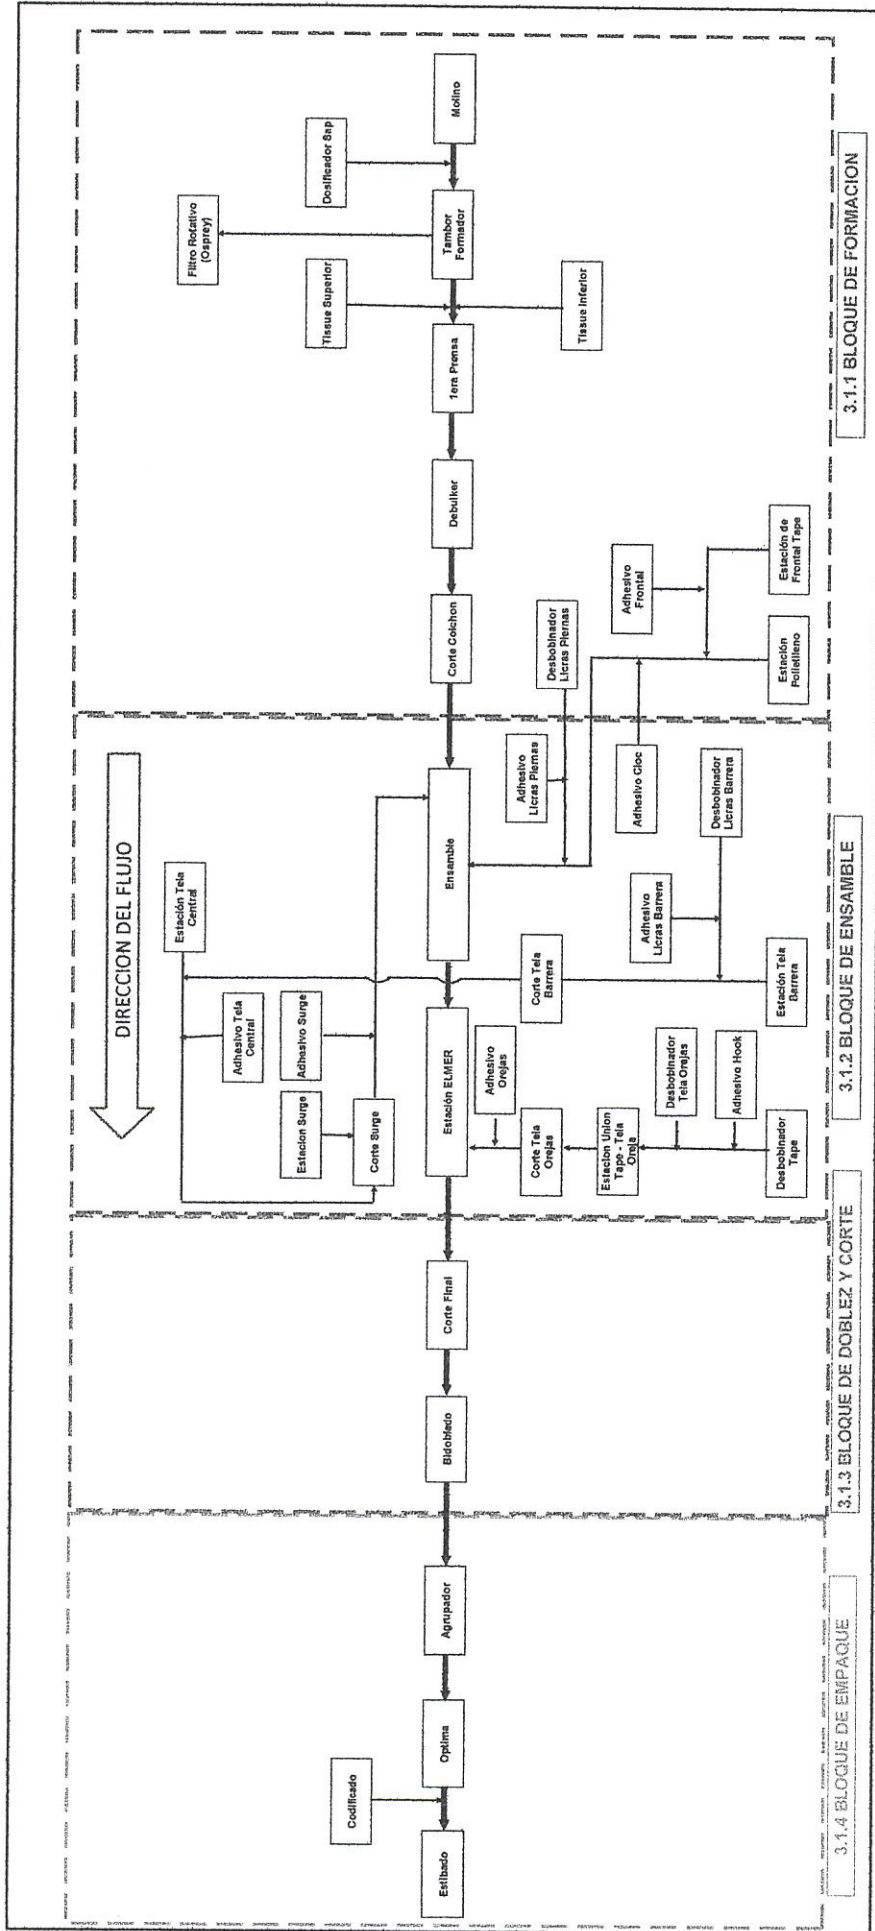 DIRECCION DEL FLUJO
Molino
Dosificador Sap
Tambor
Formador
Filtro Rotativo
(Osprey)
Tissue Superior
Tissue Inferior
1era Prensa
Debulker
Corte Colchon
3.1.1 BLOQUE DE FORMACION
Estación de
Frontal Tape
Adhesivo
Frontal
Estación
Polietileno
Adhesivo Cloc
Desbobinador
Licras Piernas
Adhesivo
Licras Piernas
Ensamble
Desbobinador
Licras Barrera
Adhesivo
Licras Barrera
Estación Tela
Barrera
Corte Tela
Barrera
Estación Tela
Central
Adhesivo Tela
Central
Adhesivo Surge
Estacion Surge
Corte Surge
Estación ELMER
Adhesivo
Orejas
Corte Tela
Orejas
Estacion Union
Tape - Tela
Oreja
Desbobinador
Tela Orejas
Adhesivo Hook
Desbobinador
Tape
3.1.2 BLOQUE DE ENSAMBLE
Corte Final
Bidoblado
3.1.3 BLOQUE DE DOBLEZ Y CORTE
Agrupador
Optima
Codificado
Estibado
3.1.4 BLOQUE DE EMPAQUE